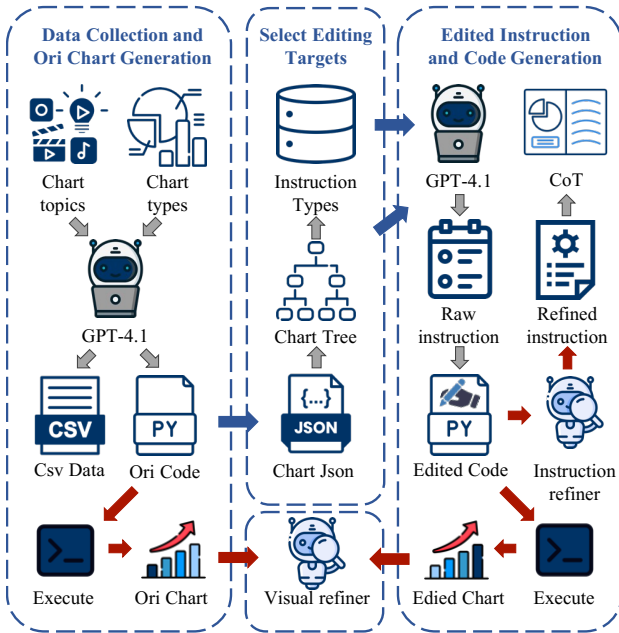 Data Collection and
Ori Chart Generation
Chart
topics
Chart
types
GPT-4.1
CSV
Csv Data
PY
Ori Code
Execute
Ori Chart
Select Editing
Targets
Instruction
Types
Chart Tree
{...}
JSON
Chart Json
Visual refiner
Edited Instruction
and Code Generation
GPT-4.1
CoT
Raw
instruction
Refined
instruction
PY
Edited Code
Instruction
refiner
Edied Chart
Execute